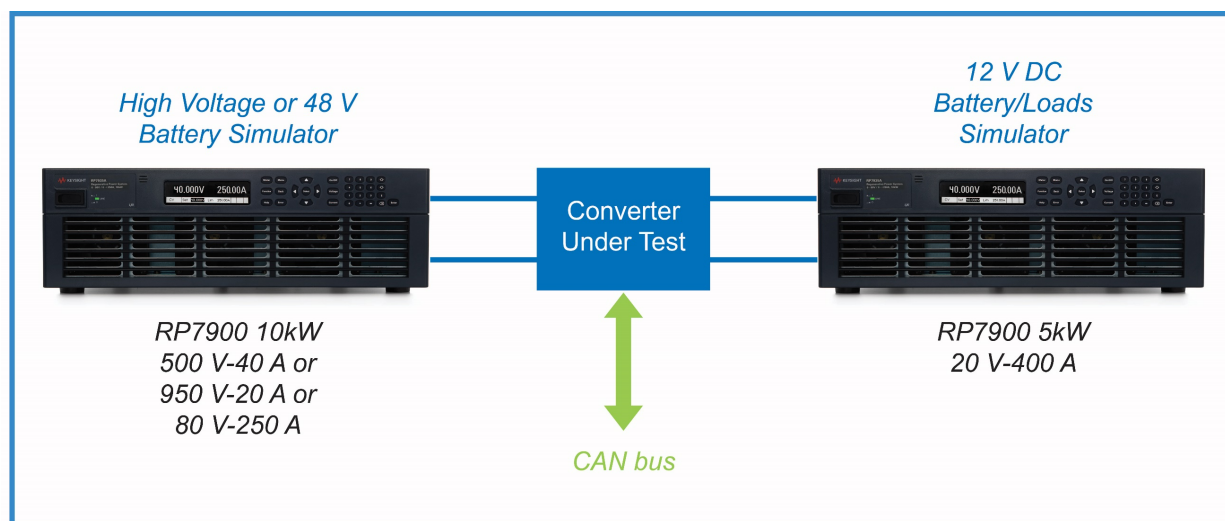 High Voltage or 48 V
Battery Simulator
12 V DC
Battery/Loads
Simulator
KEYSIGHT
40.000V 250.00A
KEYSIGHT
40.000V 250.00A
Converter
Under Test
RP7900 10kW
500 V-40 A or
950 V-20 A or
80 V-250 A
RP7900 5kW
20 V-400 A
CAN bus